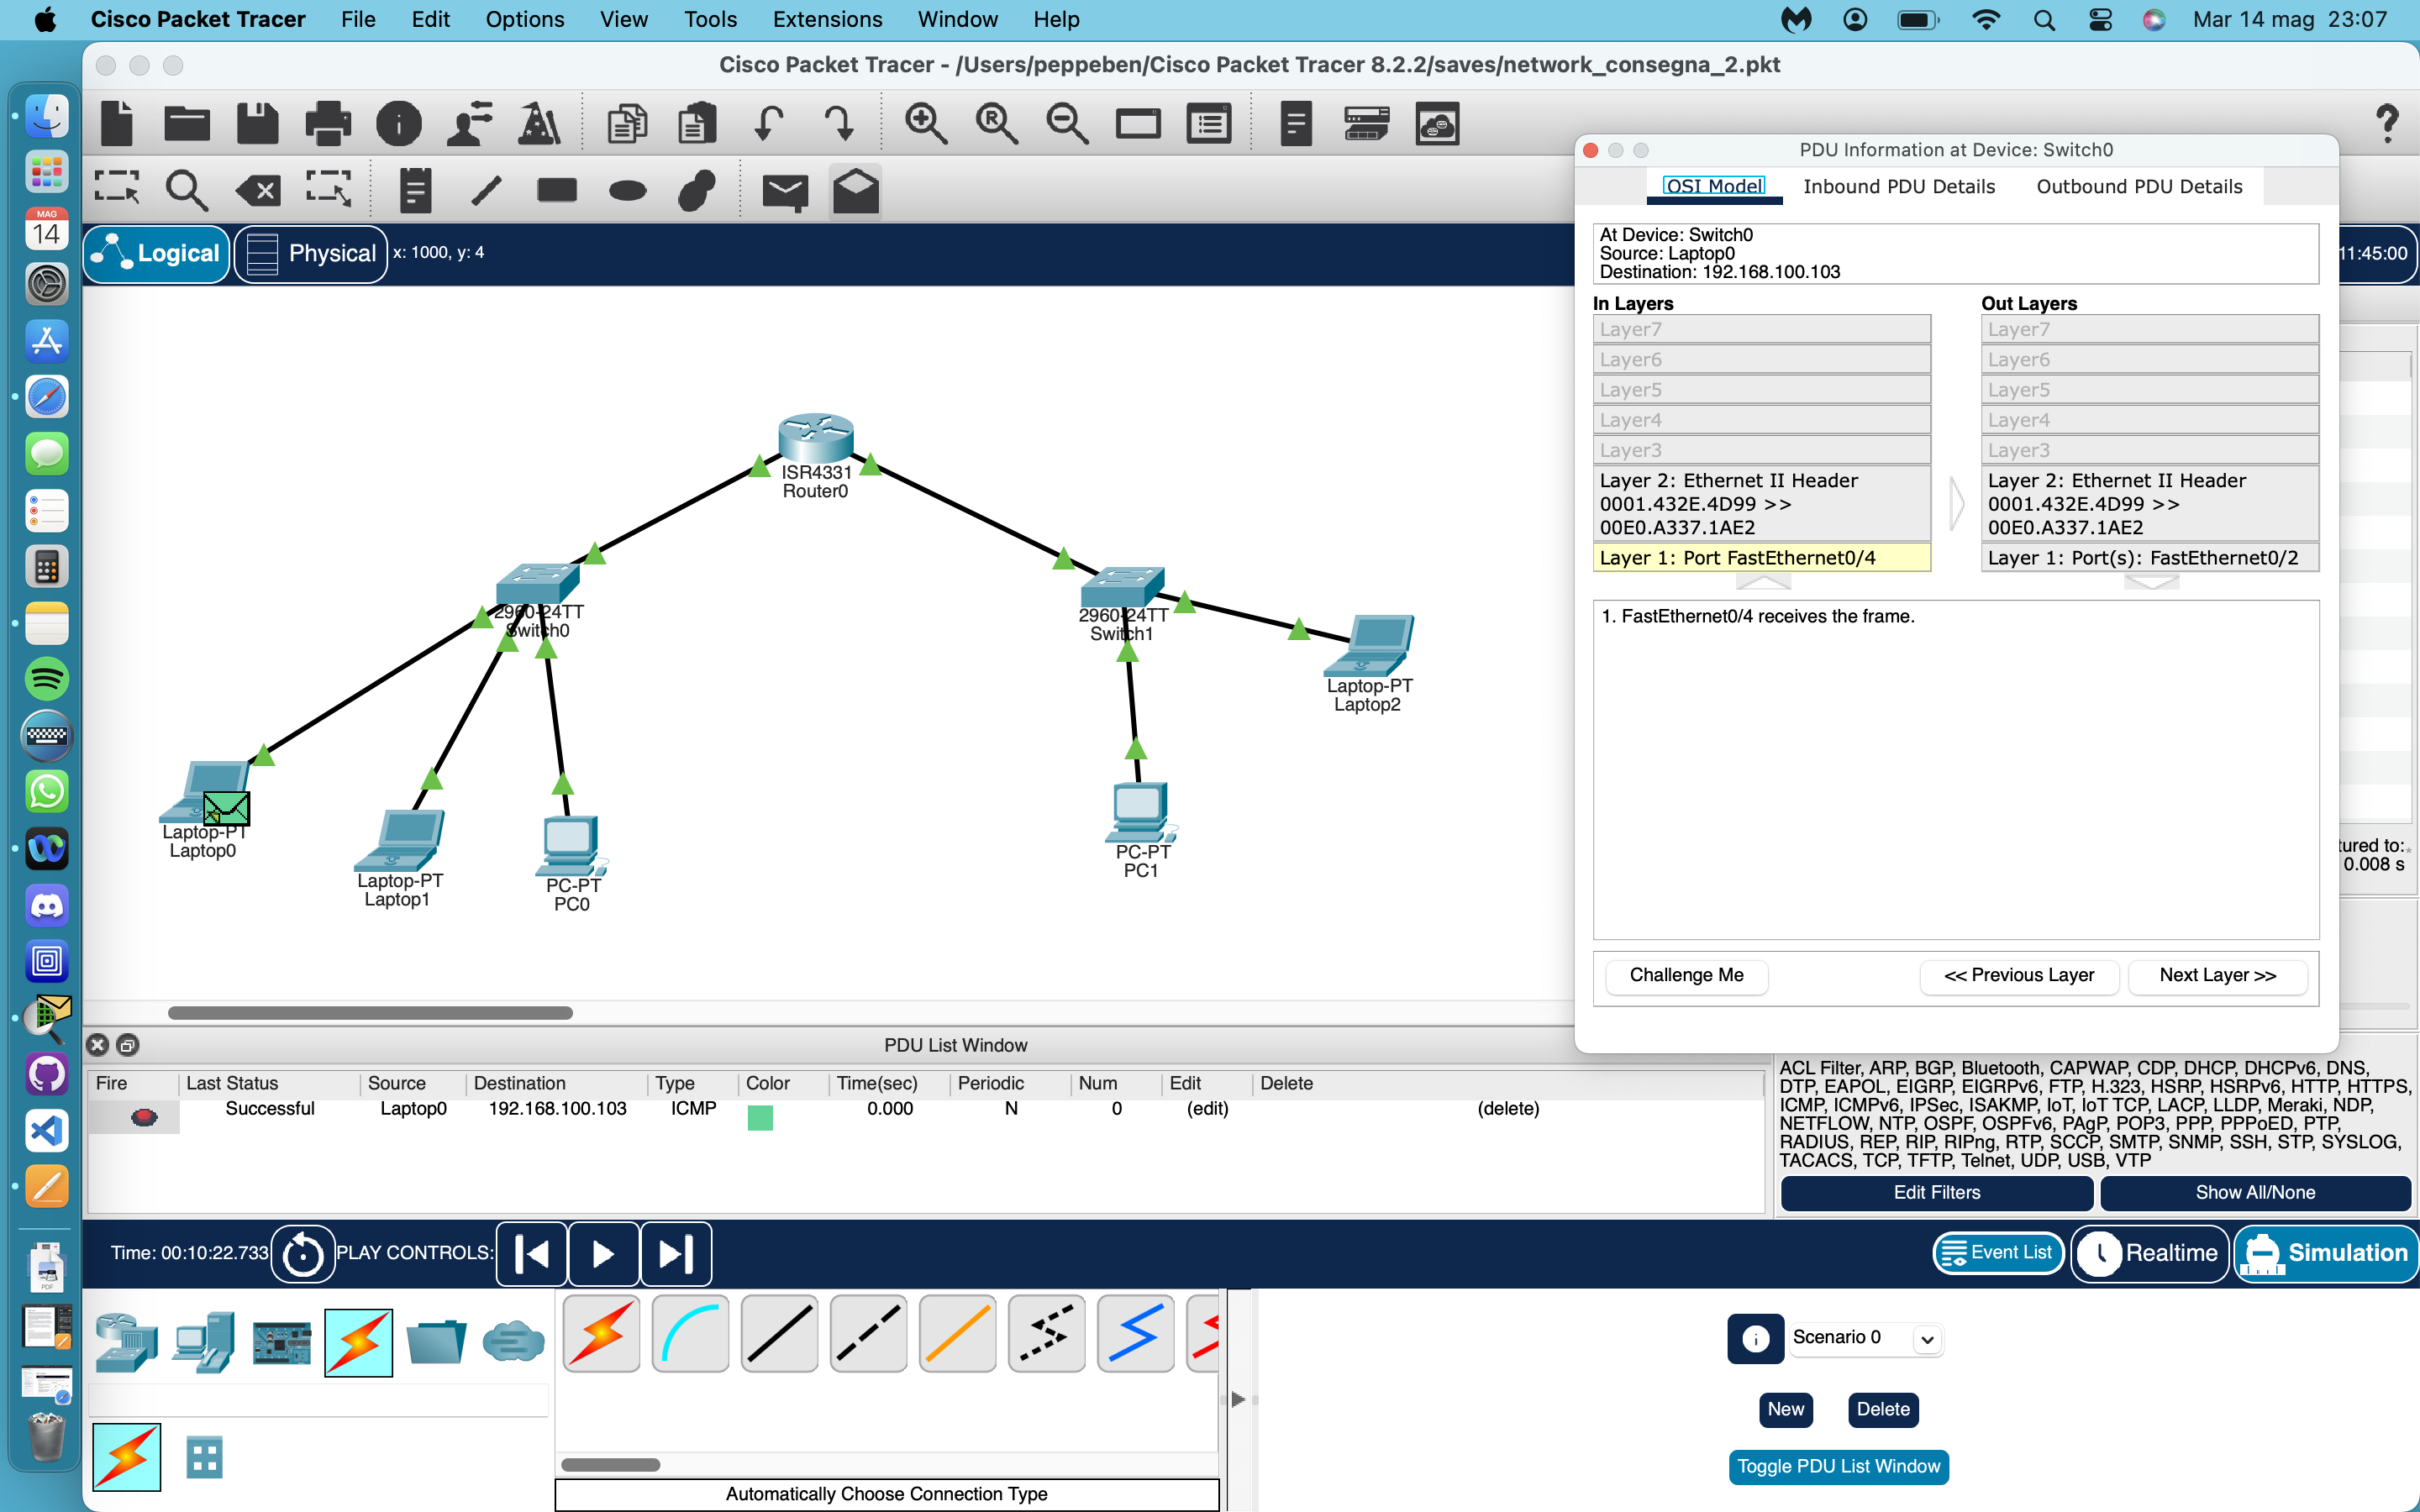 Cisco Packet Tracer File Edit Options View Tools Extensions Window Help Mar 14 mag 23:07
Cisco Packet Tracer - /Users/peppeben/Cisco Packet Tracer 8.2.2/saves/network_consegna_2.pkt
MAG
14
Logical Physical x: 1000, y: 4
11:45:00
ISR4331
Router0
2960-24TT
Switch0
2960-24TT
Switch1
Laptop-PT
Laptop2
Laptop-PT
Laptop0
Laptop-PT
Laptop1
PC-PT
PC0
PC-PT
PC1
PDU Information at Device: Switch0
OSI Model Inbound PDU Details Outbound PDU Details
At Device: Switch0
Source: Laptop0
Destination: 192.168.100.103
In Layers
Layer7
Layer6
Layer5
Layer4
Layer3
Layer 2: Ethernet II Header
0001.432E.4D99 >>
00E0.A337.1AE2
Layer 1: Port FastEthernet0/4
Out Layers
Layer7
Layer6
Layer5
Layer4
Layer3
Layer 2: Ethernet II Header
0001.432E.4D99 >>
00E0.A337.1AE2
Layer 1: Port(s): FastEthernet0/2
1. FastEthernet0/4 receives the frame.
Challenge Me << Previous Layer Next Layer >>
tured to:
0.008 s
PDU List Window
Fire Last Status Source Destination Type Color Time(sec) Periodic Num Edit Delete
Successful Laptop0 192.168.100.103 ICMP 0.000 N 0 (edit) (delete)
ACL Filter, ARP, BGP, Bluetooth, CAPWAP, CDP, DHCP, DHCPv6, DNS,
DTP, EAPOL, EIGRP, EIGRPv6, FTP, H.323, HSRP, HSRPv6, HTTP, HTTPS,
ICMP, ICMPv6, IPSec, ISAKMP, IoT, IoT TCP, LACP, LLDP, Meraki, NDP,
NETFLOW, NTP, OSPF, OSPFv6, PAgP, POP3, PPP, PPPoED, PTP,
RADIUS, REP, RIP, RIPng, RTP, SCCP, SMTP, SNMP, SSH, STP, SYSLOG,
TACACS, TCP, TFTP, Telnet, UDP, USB, VTP
Edit Filters Show All/None
Time: 00:10:22.733 PLAY CONTROLS: Event List Realtime Simulation
Scenario 0
New Delete
Toggle PDU List Window
Automatically Choose Connection Type